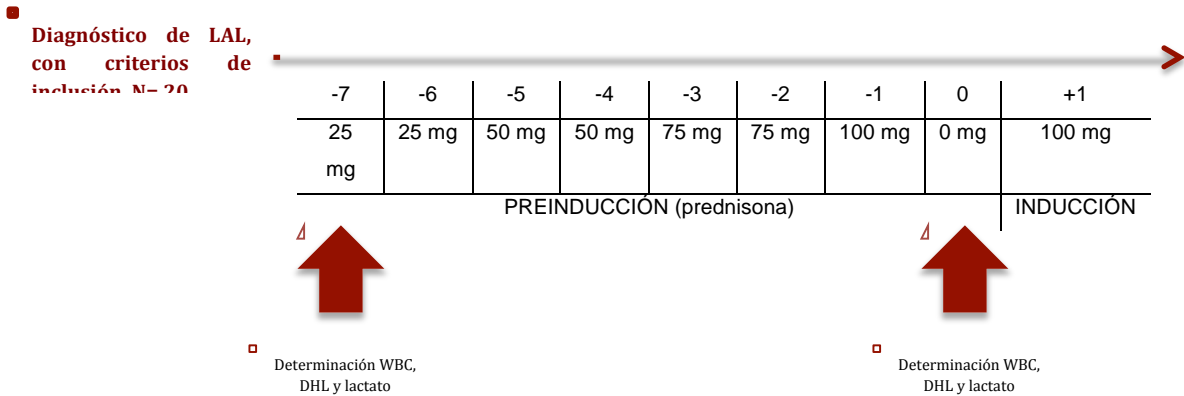 Diagnóstico de LAL,
con criterios de
inclusión N= 20
-7 -6 -5 -4 -3 -2 -1 0 +1
25 mg 25 mg 50 mg 50 mg 75 mg 75 mg 100 mg 0 mg 100 mg
PREINDUCCIÓN (prednisona) INDUCCIÓN
Determinación WBC,
DHL y lactato
Determinación WBC,
DHL y lactato